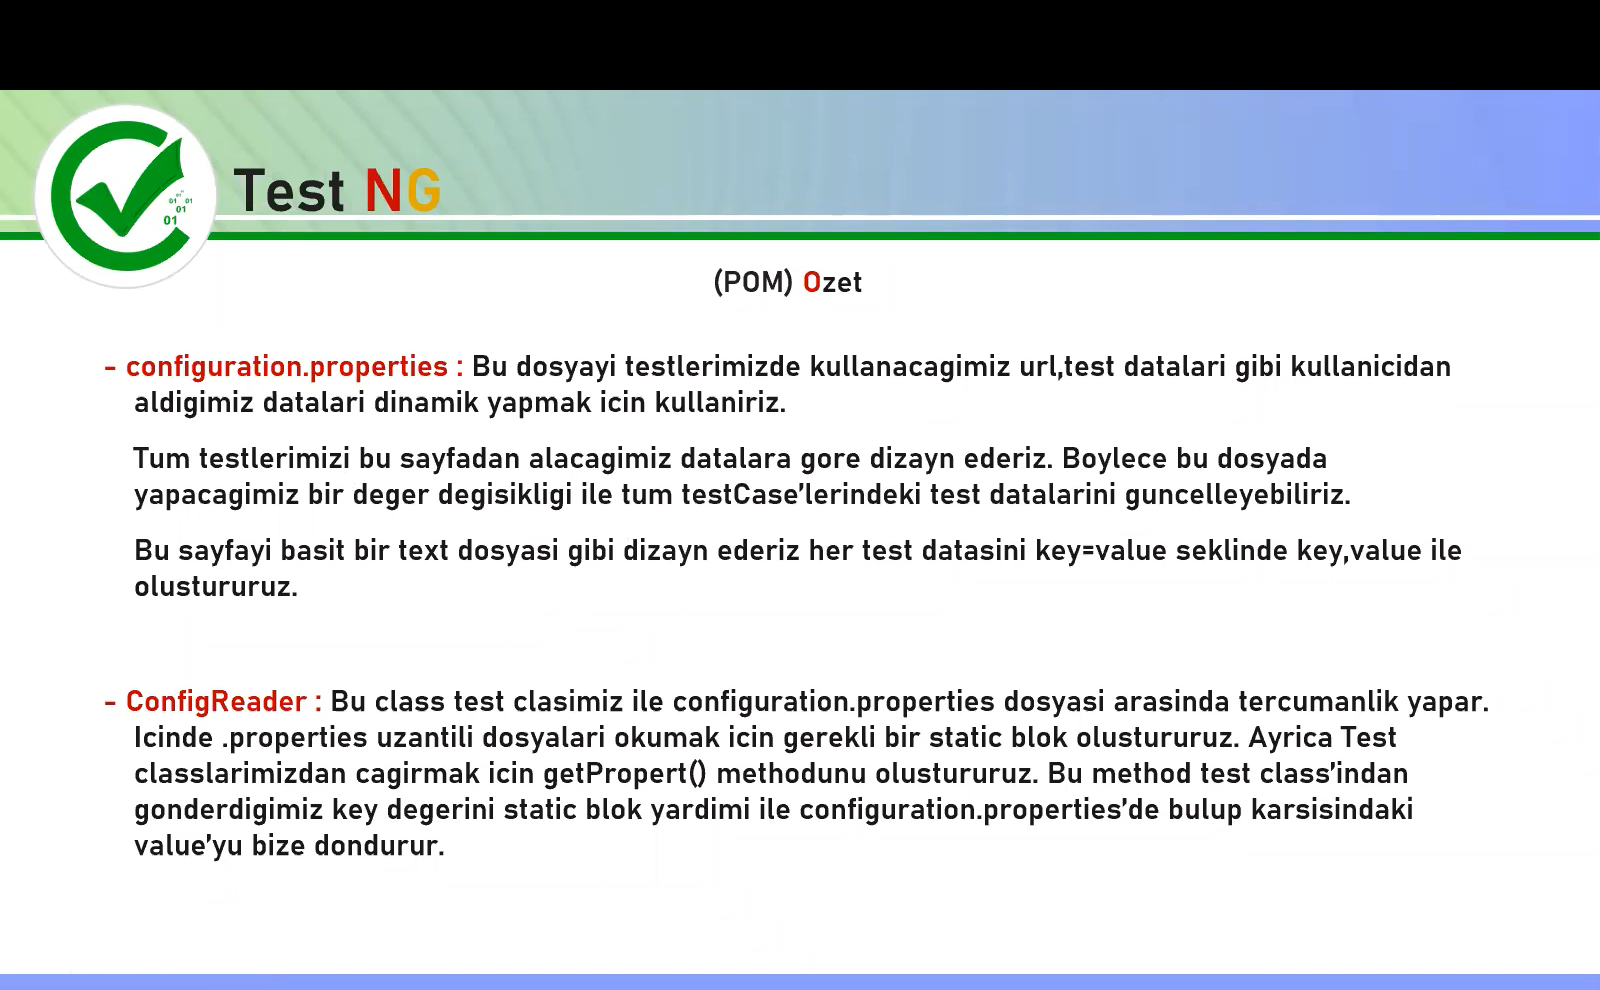 Test NG
01 01
01 01
01
(POM) Ozet
- configuration.properties : Bu dosyayi testlerimizde kullanacagimiz url,test datalari gibi kullanicidan
aldigimiz datalari dinamik yapmak icin kullaniriz.
Tum testlerimizi bu sayfadan alacagimiz datalara gore dizayn ederiz. Boylece bu dosyada
yapacagimiz bir deger degisikligi ile tum testCase'lerindeki test datalarini guncelleyebiliriz.
Bu sayfayi basit bir text dosyasi gibi dizayn ederiz her test datasini key=value seklinde key,value ile
olustururuz.
- ConfigReader : Bu class test clasimiz ile configuration.properties dosyasi arasinda tercumanlik yapar.
Icinde .properties uzantili dosyalari okumak icin gerekli bir static blok olustururuz. Ayrica Test
classlarimizdan cagirmak icin getPropert() methodunu olustururuz. Bu method test class'indan
gonderdigimiz key degerini static blok yardimi ile configuration.properties'de bulup karsisindaki
value'yu bize dondurur.